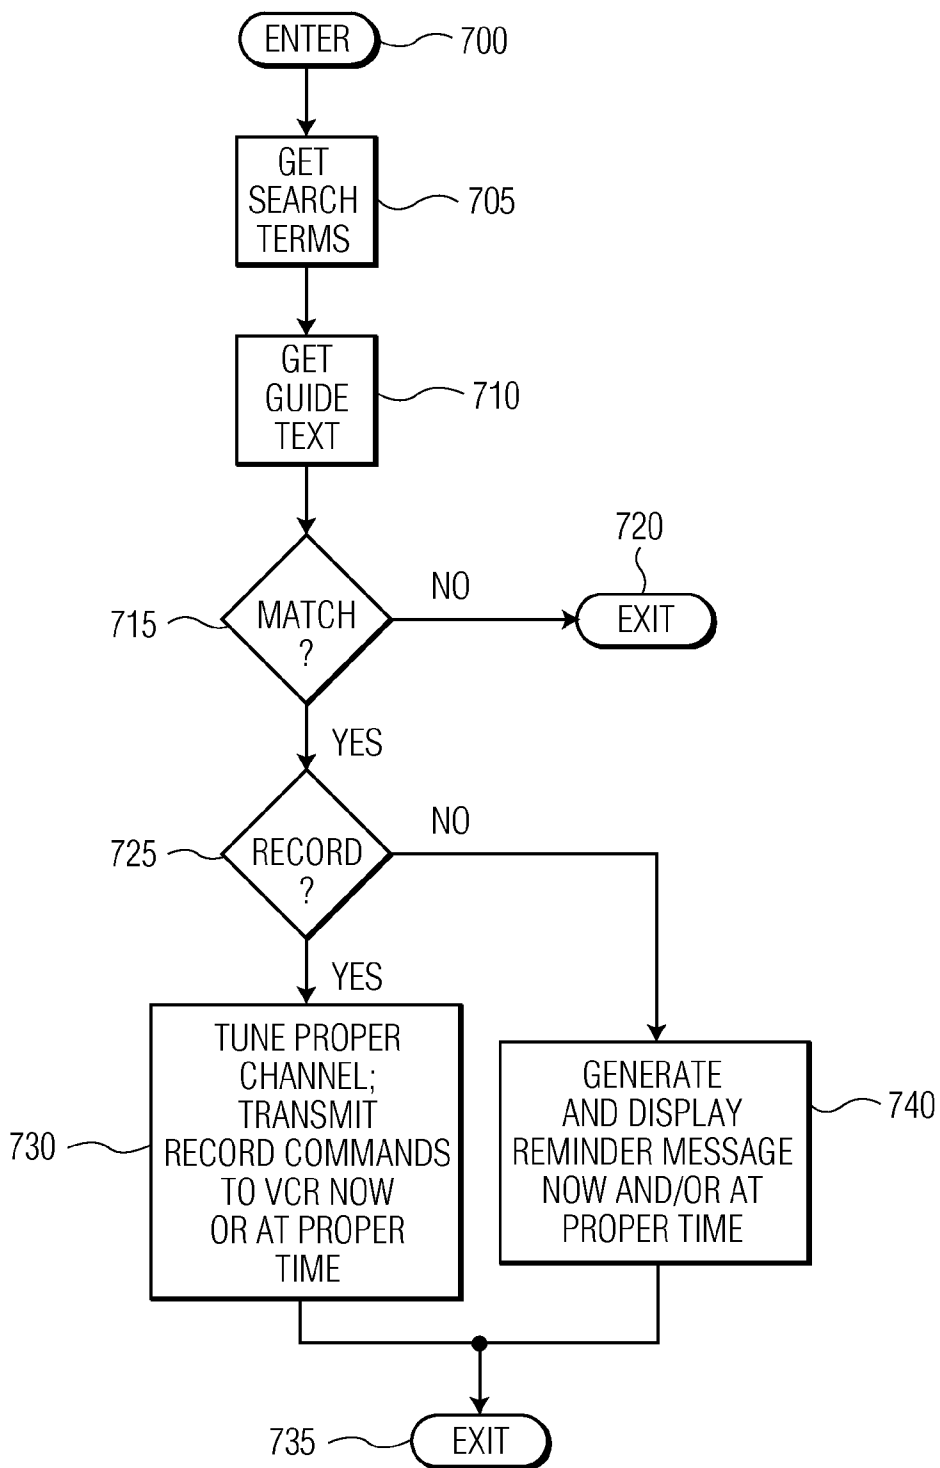 ENTER
700
GET
SEARCH
TERMS
705
GET
GUIDE
TEXT
710
715
MATCH
?
NO
720
EXIT
YES
725
RECORD
?
NO
YES
730
TUNE PROPER
CHANNEL;
TRANSMIT
RECORD COMMANDS
TO VCR NOW
OR AT PROPER
TIME
GENERATE
AND DISPLAY
REMINDER MESSAGE
NOW AND/OR AT
PROPER TIME
740
735
EXIT